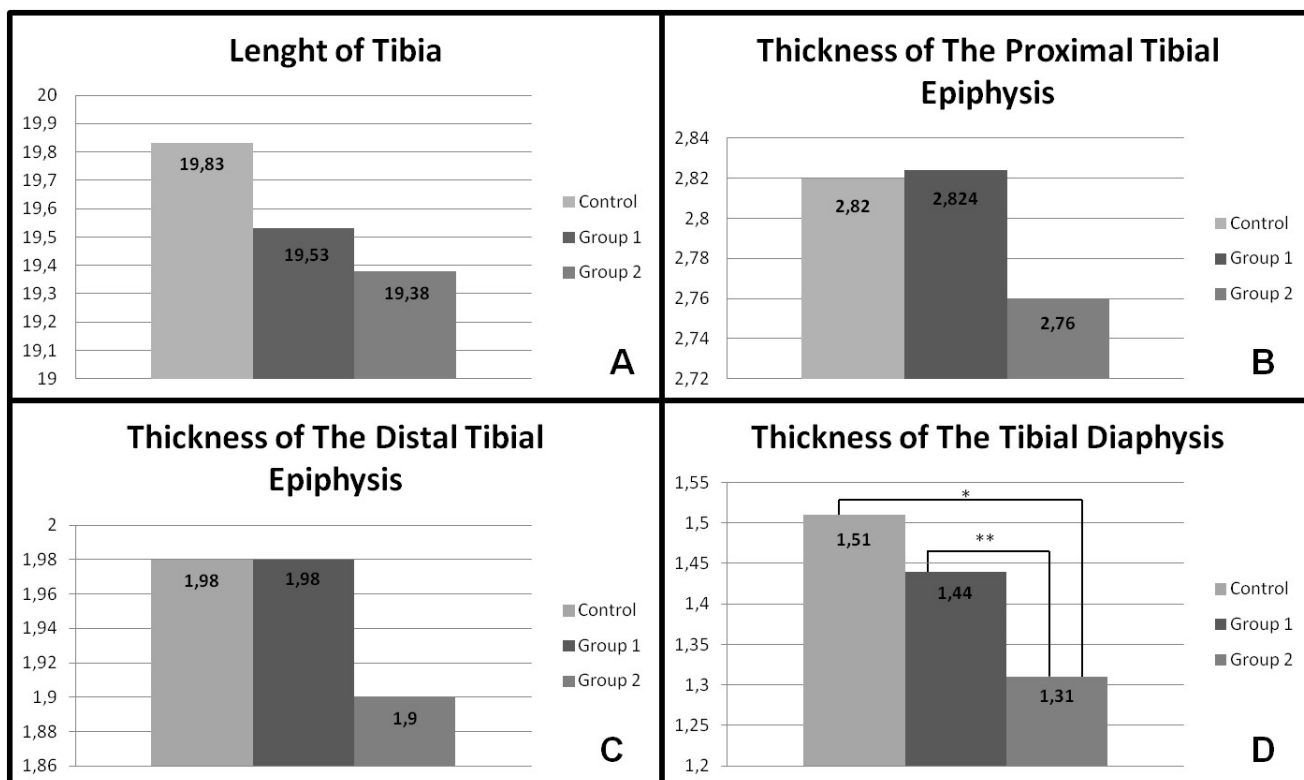 Lenght of Tibia
20
19,9
19,8
19,7
19,6
19,5
19,4
19,3
19,2
19,1
19
19,83
19,53
19,38
Control
Group 1
Group 2
A
Thickness of The Proximal Tibial
Epiphysis
2,84
2,82
2,8
2,78
2,76
2,74
2,72
2,82
2,824
2,76
Control
Group 1
Group 2
B
Thickness of The Distal Tibial
Epiphysis
2
1,98
1,96
1,94
1,92
1,9
1,88
1,86
1,98
1,98
1,9
Control
Group 1
Group 2
C
Thickness of The Tibial Diaphysis
1,55
1,5
1,45
1,4
1,35
1,3
1,25
1,2
*
**
1,51
1,44
1,31
Control
Group 1
Group 2
D